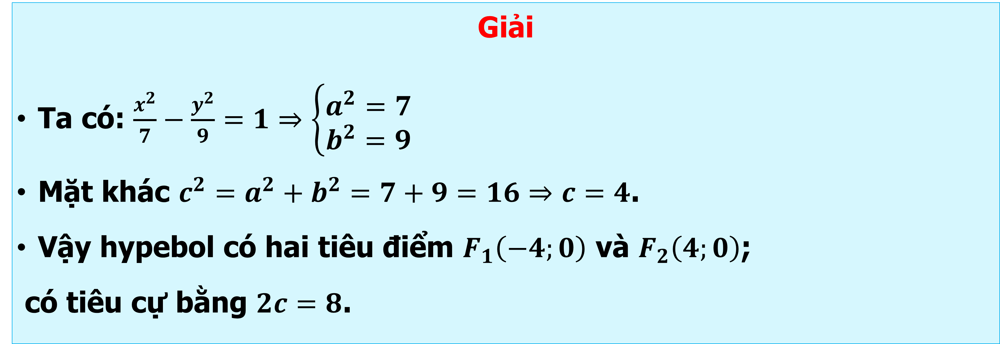 Giải
• Ta có: $\frac{x^2}{7} - \frac{y^2}{9} = 1 \Rightarrow \begin{cases} a^2 = 7 \\ b^2 = 9 \end{cases}$
• Mặt khác $c^2 = a^2 + b^2 = 7 + 9 = 16 \Rightarrow c = 4$.
• Vậy hypebol có hai tiêu điểm $F_1(-4; 0)$ và $F_2(4; 0)$;
có tiêu cự bằng $2c = 8$.